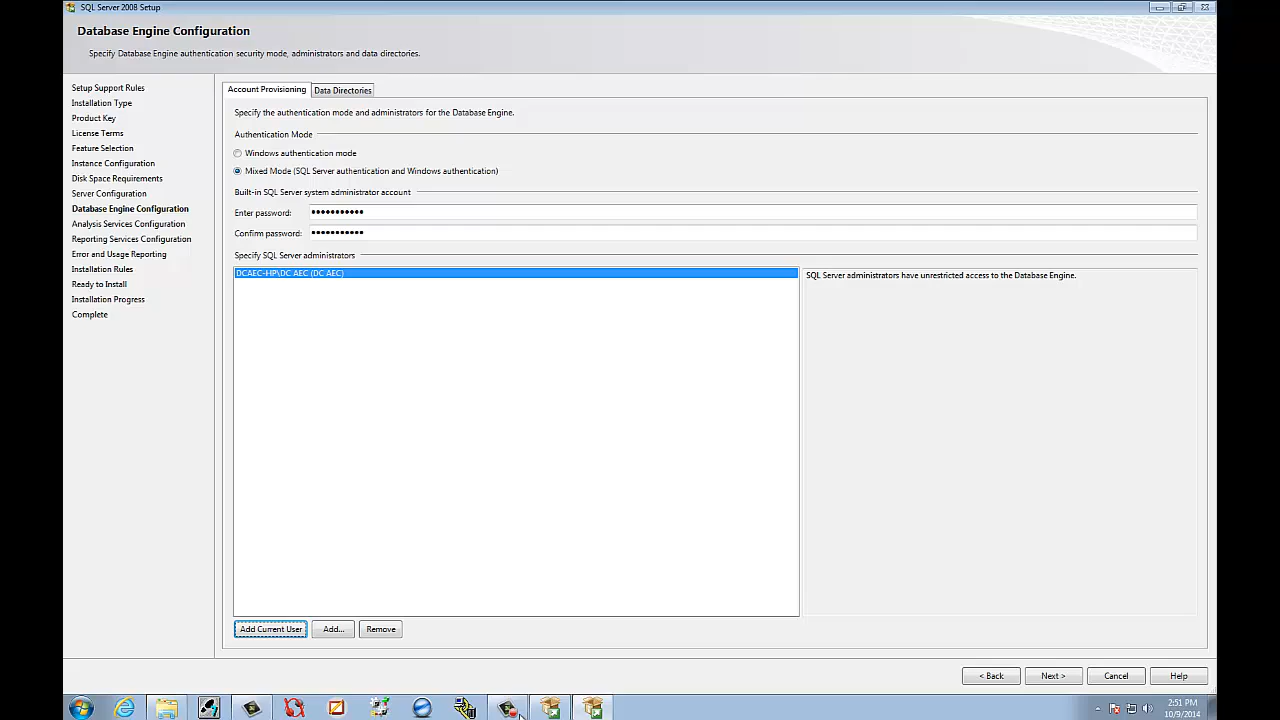 SQL Server 2008 Setup
Database Engine Configuration
Specify Database Engine authentication security mode, administrators and data directories.
Setup Support Rules
Installation Type
Product Key
License Terms
Feature Selection
Instance Configuration
Disk Space Requirements
Server Configuration
Database Engine Configuration
Analysis Services Configuration
Reporting Services Configuration
Error and Usage Reporting
Installation Rules
Ready to Install
Installation Progress
Complete
Account Provisioning
Data Directories
Specify the authentication mode and administrators for the Database Engine.
Authentication Mode
Windows authentication mode
Mixed Mode (SQL Server authentication and Windows authentication)
Built-in SQL Server system administrator account
Enter password: •••••••••••
Confirm password: •••••••••••
Specify SQL Server administrators
DCAEC-HP\DC AEC (DC AEC)
SQL Server administrators have unrestricted access to the Database Engine.
Add Current User
Add...
Remove
< Back
Next >
Cancel
Help
2:51 PM
10/9/2014